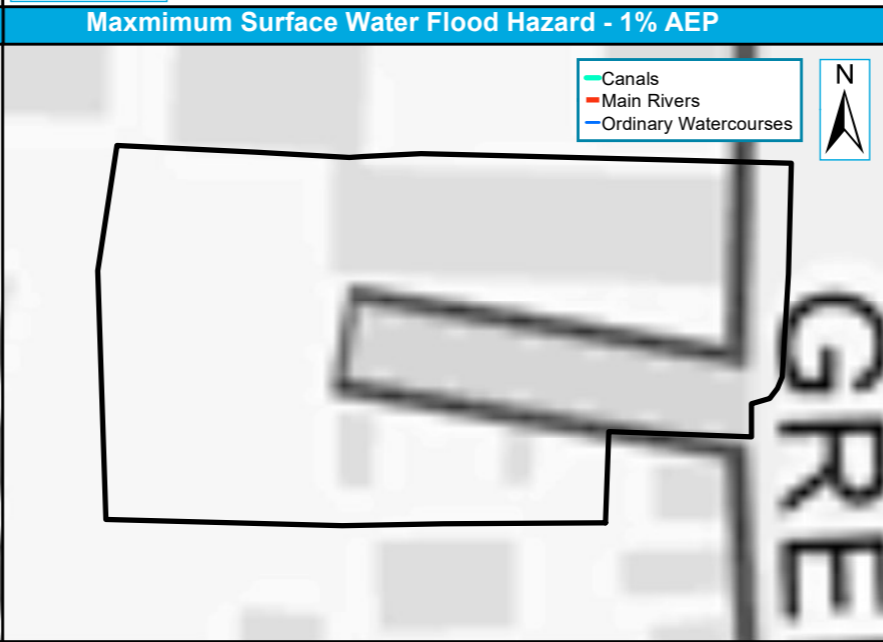 Maxmimum Surface Water Flood Hazard - 1% AEP
Canals
Main Rivers
Ordinary Watercourses
N
GRE